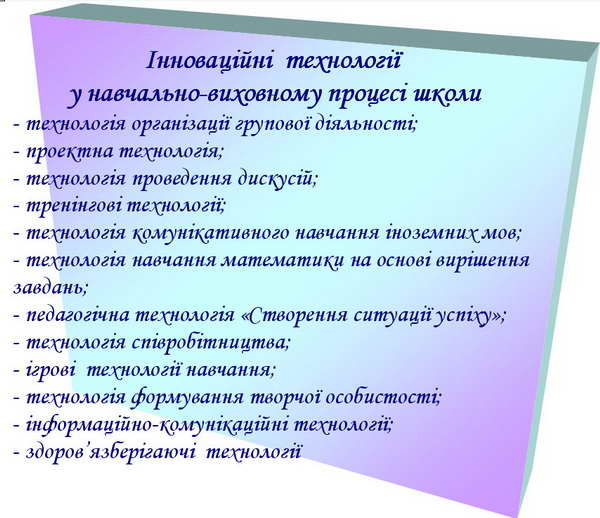 Інноваційні технології
у навчально-виховному процесі школи
- технологія організації групової діяльності;
- проектна технологія;
- технологія проведення дискусій;
- тренінгові технології;
- технологія комунікативного навчання іноземних мов;
- технологія навчання математики на основі вирішення
завдань;
- педагогічна технологія «Створення ситуації успіху»;
- технологія співробітництва;
- ігрові технології навчання;
- технологія формування творчої особистості;
- інформаційно-комунікаційні технології;
- здоров’язберігаючі технології